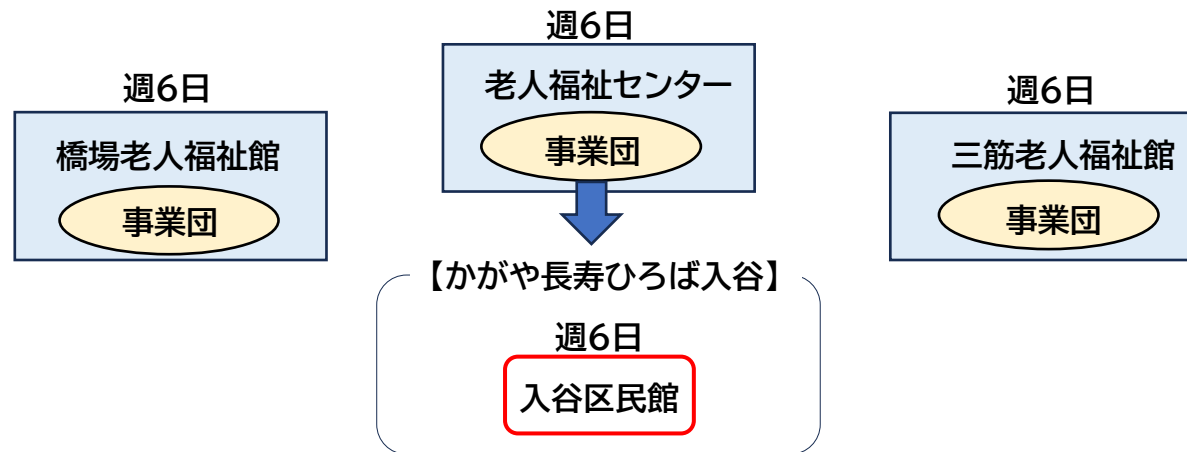 週6日
老人福祉センター
事業団
週6日
橋場老人福祉館
事業団
週6日
三筋老人福祉館
事業団
【かがや長寿ひろば入谷】
週6日
入谷区民館